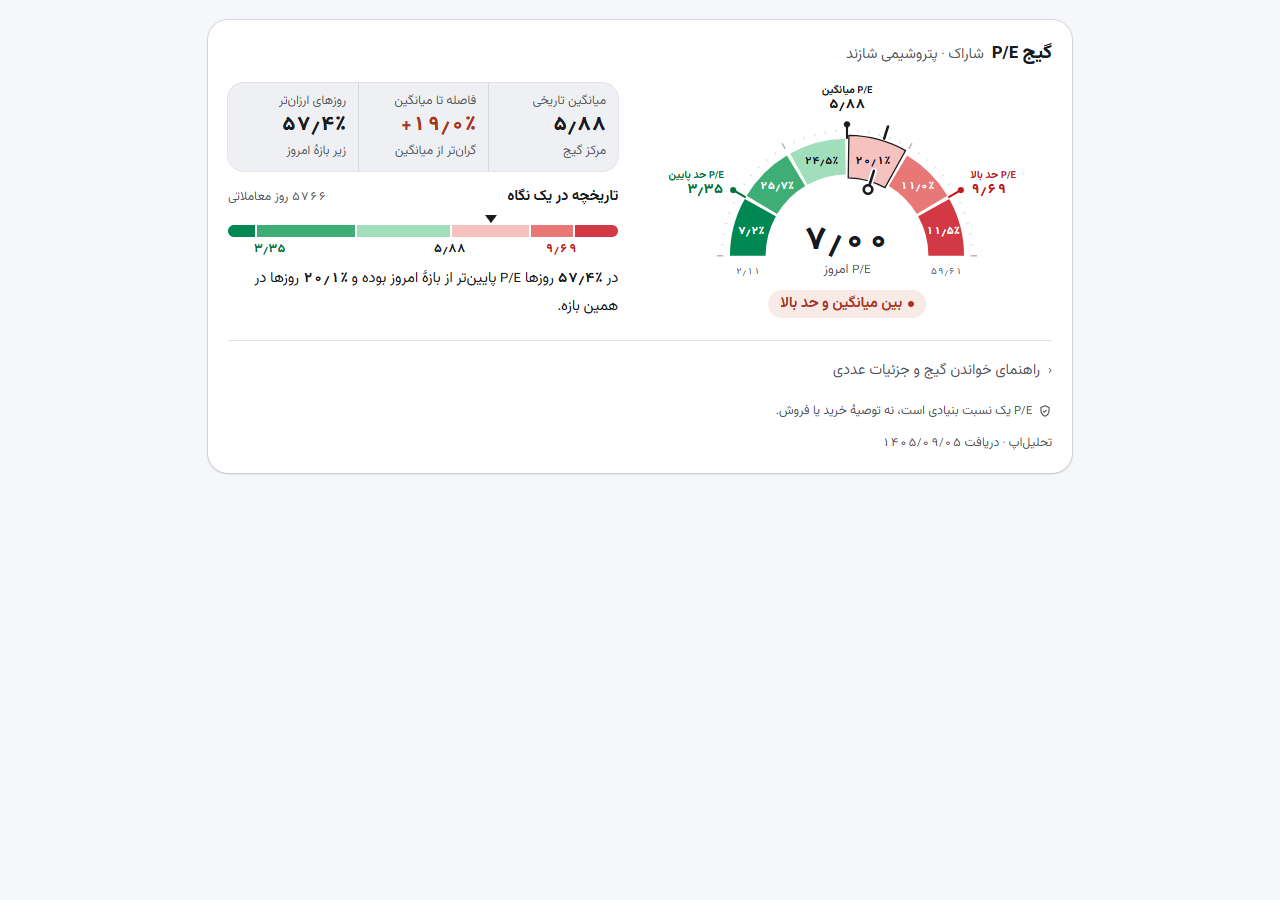 گیج P/E شاراک · پتروشیمی شازند
P/E میانگین
۵٫۸۸
P/E حد بالا
۹٫۶۹
P/E حد پایین
۳٫۳۵
۲۰٫۱٪
۲۴٫۵٪
۱۱٫۰٪
۲۵٫۷٪
۱۱٫۵٪
۷٫۲٪
۷٫۰۰
P/E امروز
۵۹٫۶۱
۲٫۱۱
بین میانگین و حد بالا
میانگین تاریخی
۵٫۸۸
مرکز گیج
فاصله تا میانگین
+۱۹٫۰٪
گران‌تر از میانگین
روزهای ارزان‌تر
۵۷٫۴٪
زیر بازهٔ امروز
تاریخچه در یک نگاه
۵۷۶۶ روز معاملاتی
۹٫۶۹
۵٫۸۸
۳٫۳۵
در ۵۷٫۴٪ روزها P/E پایین‌تر از بازهٔ امروز بوده و ۲۰٫۱٪ روزها در
همین بازه.
‹ راهنمای خواندن گیج و جزئیات عددی
P/E یک نسبت بنیادی است، نه توصیهٔ خرید یا فروش.
تحلیل‌اپ · دریافت ۱۴۰۵/۰۹/۰۵